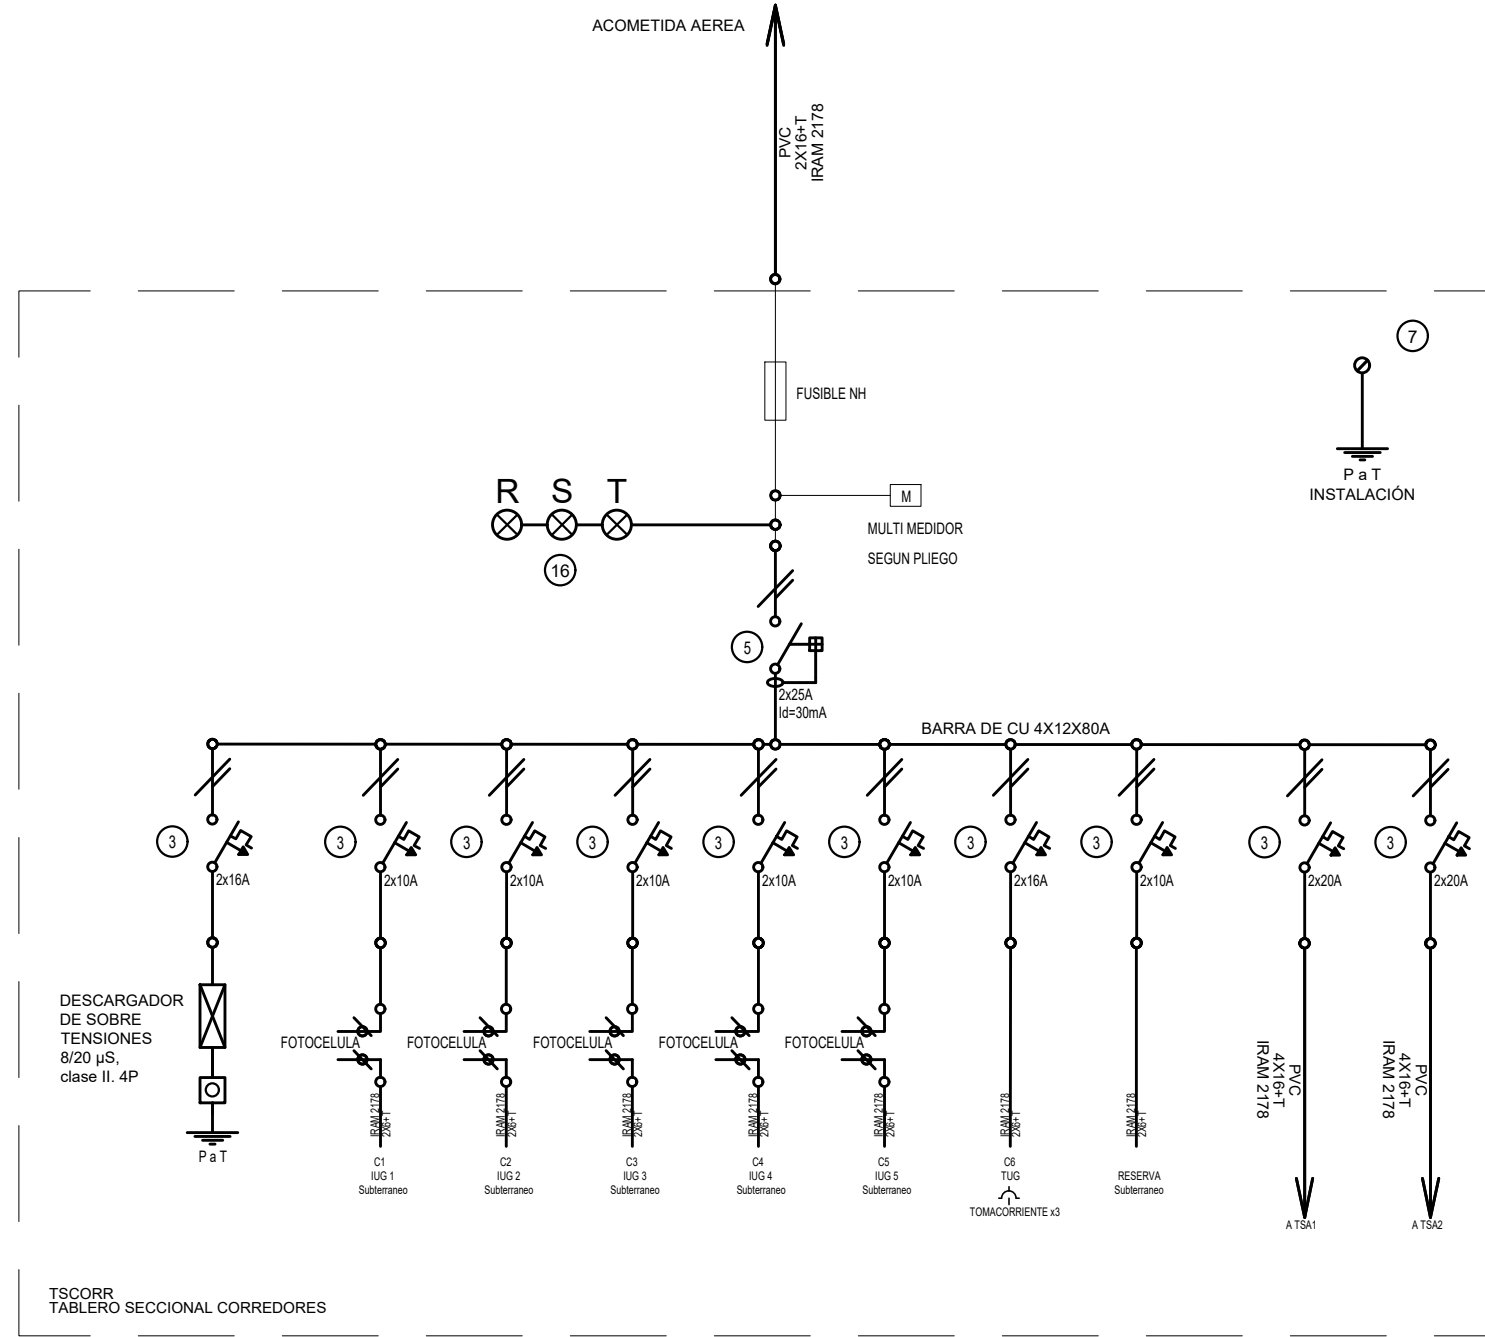 ACOMETIDA AEREA
PVC
2X16+T
IRAM 2178
7
FUSIBLE NH
P a T
INSTALACIÓN
R S T
M
MULTI MEDIDOR
SEGUN PLIEGO
16
5
2x25A
Id=30mA
BARRA DE CU 4X12X80A
3 3 3 3 3 3 3 3 3 3
2x16A 2x10A 2x10A 2x10A 2x10A 2x10A 2x16A 2x10A 2x20A 2x20A
DESCARGADOR
DE SOBRE
TENSIONES
8/20 µS,
clase II. 4P
P a T
FOTOCELULA FOTOCELULA FOTOCELULA FOTOCELULA FOTOCELULA
IRAM 2178
2X6+T
IRAM 2178
2X6+T
IRAM 2178
2X6+T
IRAM 2178
2X6+T
IRAM 2178
2X6+T
IRAM 2178
2X6+T
IRAM 2178
2X6+T
PVC
4X16+T
IRAM 2178
PVC
4X16+T
IRAM 2178
C1
IUG 1
Subterraneo
C2
IUG 2
Subterraneo
C3
IUG 3
Subterraneo
C4
IUG 4
Subterraneo
C5
IUG 5
Subterraneo
C6
TUG
TOMACORRIENTE x3
RESERVA
Subterraneo
A TSA1
A TSA2
TSCORR
TABLERO SECCIONAL CORREDORES